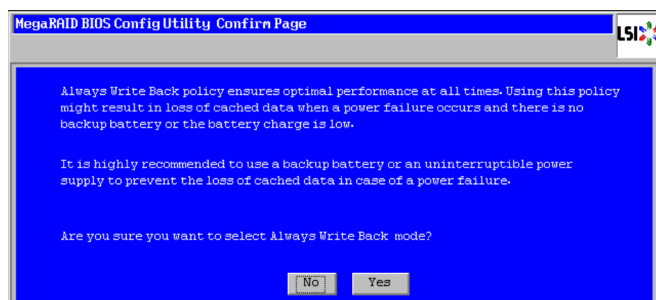 MegaRAID BIOS Config Utility Confirm Page
LSI
Always Write Back policy ensures optimal performance at all times. Using this policy
might result in loss of cached data when a power failure occurs and there is no
backup battery or the battery charge is low.
It is highly recommended to use a backup battery or an uninterruptible power
supply to prevent the loss of cached data in case of a power failure.
Are you sure you want to select Always Write Back mode?
No Yes